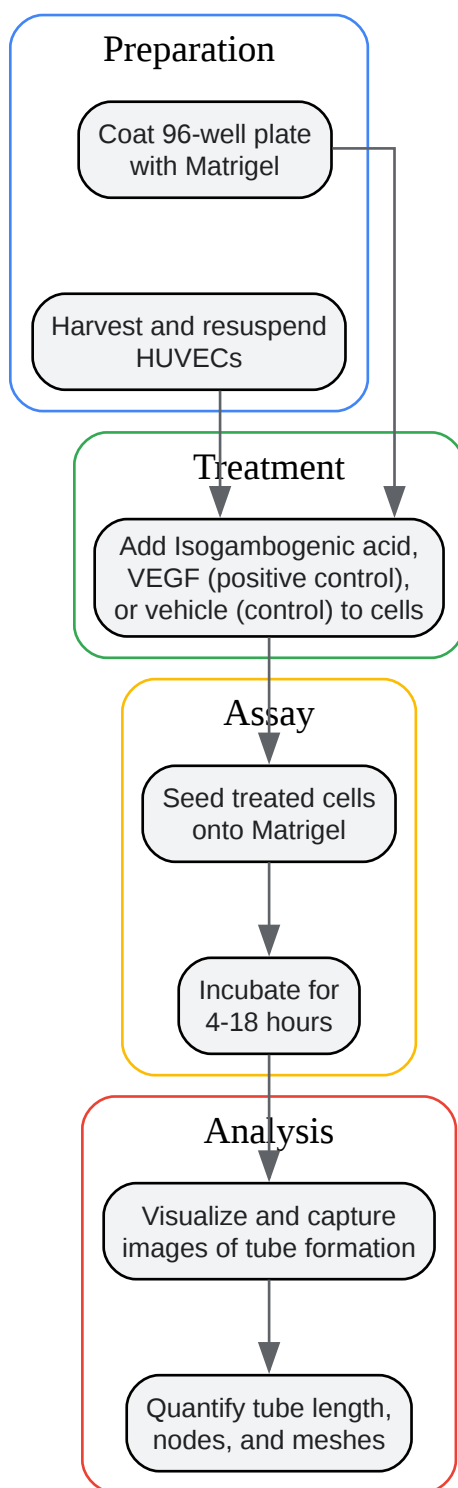 Preparation
Coat 96-well plate
with Matrigel
Harvest and resuspend
HUVECs
Treatment
Add Isogambogenic acid,
VEGF (positive control),
or vehicle (control) to cells
Assay
Seed treated cells
onto Matrigel
Incubate for
4-18 hours
Analysis
Visualize and capture
images of tube formation
Quantify tube length,
nodes, and meshes